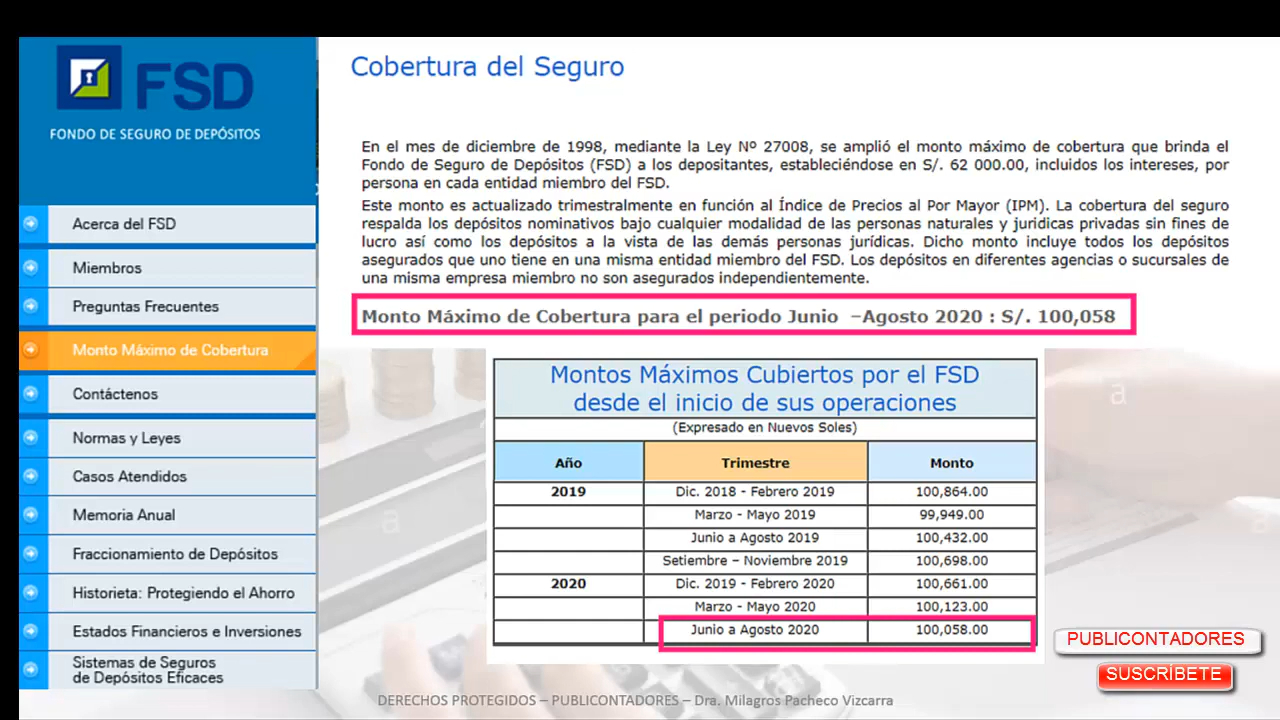 FSD
FONDO DE SEGURO DE DEPÓSITOS
Acerca del FSD
Miembros
Preguntas Frecuentes
Monto Máximo de Cobertura
Contáctenos
Normas y Leyes
Casos Atendidos
Memoria Anual
Fraccionamiento de Depósitos
Historieta: Protegiendo el Ahorro
Estados Financieros e Inversiones
Sistemas de Seguros
de Depósitos Eficaces
Cobertura del Seguro
En el mes de diciembre de 1998, mediante la Ley Nº 27008, se amplió el monto máximo de cobertura que brinda el
Fondo de Seguro de Depósitos (FSD) a los depositantes, estableciéndose en S/. 62 000.00, incluidos los intereses, por
persona en cada entidad miembro del FSD.
Este monto es actualizado trimestralmente en función al Índice de Precios al Por Mayor (IPM). La cobertura del seguro
respalda los depósitos nominativos bajo cualquier modalidad de las personas naturales y jurídicas privadas sin fines de
lucro así como los depósitos a la vista de las demás personas jurídicas. Dicho monto incluye todos los depósitos
asegurados que uno tiene en una misma entidad miembro del FSD. Los depósitos en diferentes agencias o sucursales de
una misma empresa miembro no son asegurados independientemente.
Monto Máximo de Cobertura para el periodo Junio –Agosto 2020 : S/. 100,058
Montos Máximos Cubiertos por el FSD
desde el inicio de sus operaciones
(Expresado en Nuevos Soles)
Año Trimestre Monto
2019 Dic. 2018 - Febrero 2019 100,864.00
Marzo - Mayo 2019 99,949.00
Junio a Agosto 2019 100,432.00
Setiembre – Noviembre 2019 100,698.00
2020 Dic. 2019 - Febrero 2020 100,661.00
Marzo - Mayo 2020 100,123.00
Junio a Agosto 2020 100,058.00
a
a
PUBLICONTADORES
SUSCRÍBETE
DERECHOS PROTEGIDOS – PUBLICONTADORES – Dra. Milagros Pacheco Vizcarra